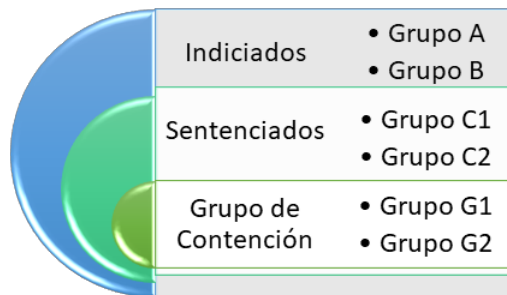 Indiciados
• Grupo A
• Grupo B
Sentenciados
• Grupo C1
• Grupo C2
Grupo de
Contención
• Grupo G1
• Grupo G2